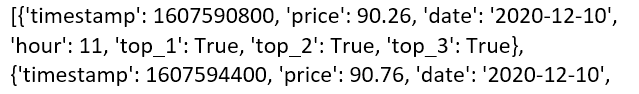 [{'timestamp': 1607590800, 'price': 90.26, 'date': '2020-12-10',
'hour': 11, 'top_1': True, 'top_2': True, 'top_3': True},
{'timestamp': 1607594400, 'price': 90.76, 'date': '2020-12-10',